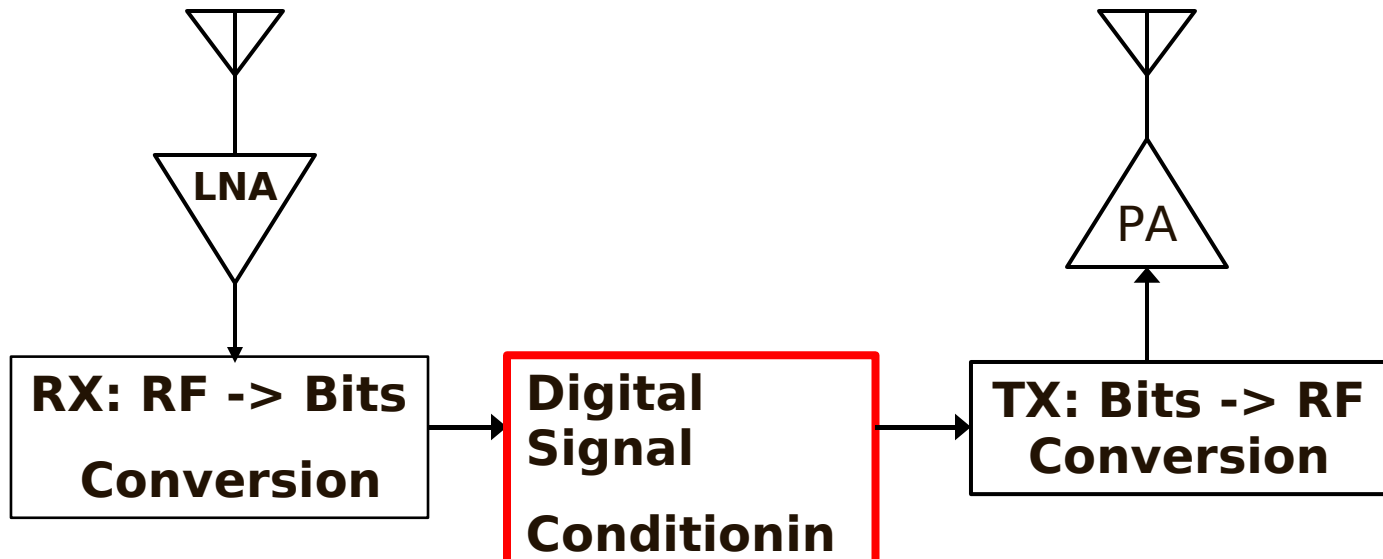 LNA
PA
RX: RF -> Bits
Conversion
Digital
Signal
Conditionin
TX: Bits -> RF
Conversion